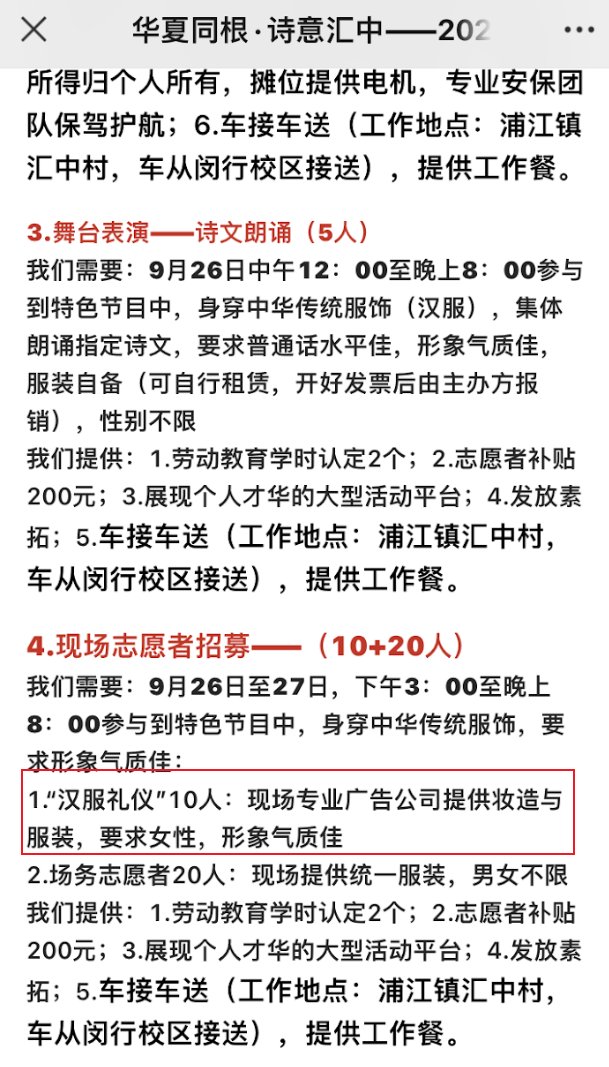 华夏同根·诗意汇中——202
所得归个人所有，摊位提供电机，专业安保团
队保驾护航；6.车接车送（工作地点：浦江镇
汇中村，车从闵行校区接送），提供工作餐。
3.舞台表演——诗文朗诵（5人）
我们需要：9月26日中午12：00至晚上8：00参与
到特色节目中，身穿中华传统服饰（汉服），集体
朗诵指定诗文，要求普通话水平佳，形象气质佳，
服装自备（可自行租赁，开好发票后由主办方报
销），性别不限
我们提供：1.劳动教育学时认定2个；2.志愿者补贴
200元；3.展现个人才华的大型活动平台；4.发放素
拓；5.车接车送（工作地点：浦江镇汇中村，
车从闵行校区接送），提供工作餐。
4.现场志愿者招募——（10+20人）
我们需要：9月26日至27日，下午3：00至晚上
8：00参与到特色节目中，身穿中华传统服饰，要
求形象气质佳：
1.“汉服礼仪”10人：现场专业广告公司提供妆造与
服装，要求女性，形象气质佳
2.场务志愿者20人：现场提供统一服装，男女不限
我们提供：1.劳动教育学时认定2个；2.志愿者补贴
200元；3.展现个人才华的大型活动平台；4.发放素
拓；5.车接车送（工作地点：浦江镇汇中村，
车从闵行校区接送），提供工作餐。